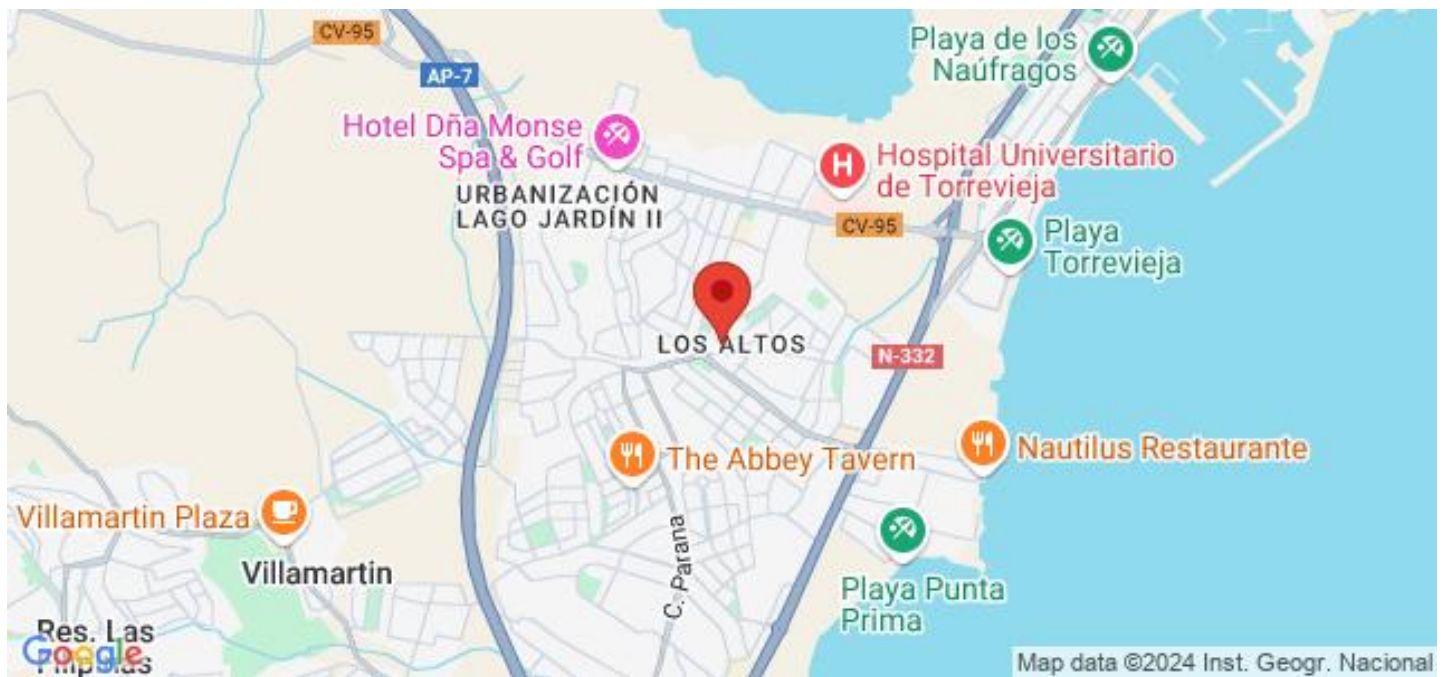 CV-95
AP-7
Playa de los
Naúfragos
Hotel Dña Monse
Spa & Golf
Hospital Universitario
de Torrevieja
URBANIZACIÓN
LAGO JARDÍN II
CV-95
Playa
Torrevieja
LOS ALTOS
N-332
The Abbey Tavern
Nautilus Restaurante
Villamartin Plaza
Villamartin
C. Parana
Playa Punta
Prima
Res. Las
Filipinas
Google
Map data ©2024 Inst. Geogr. Nacional